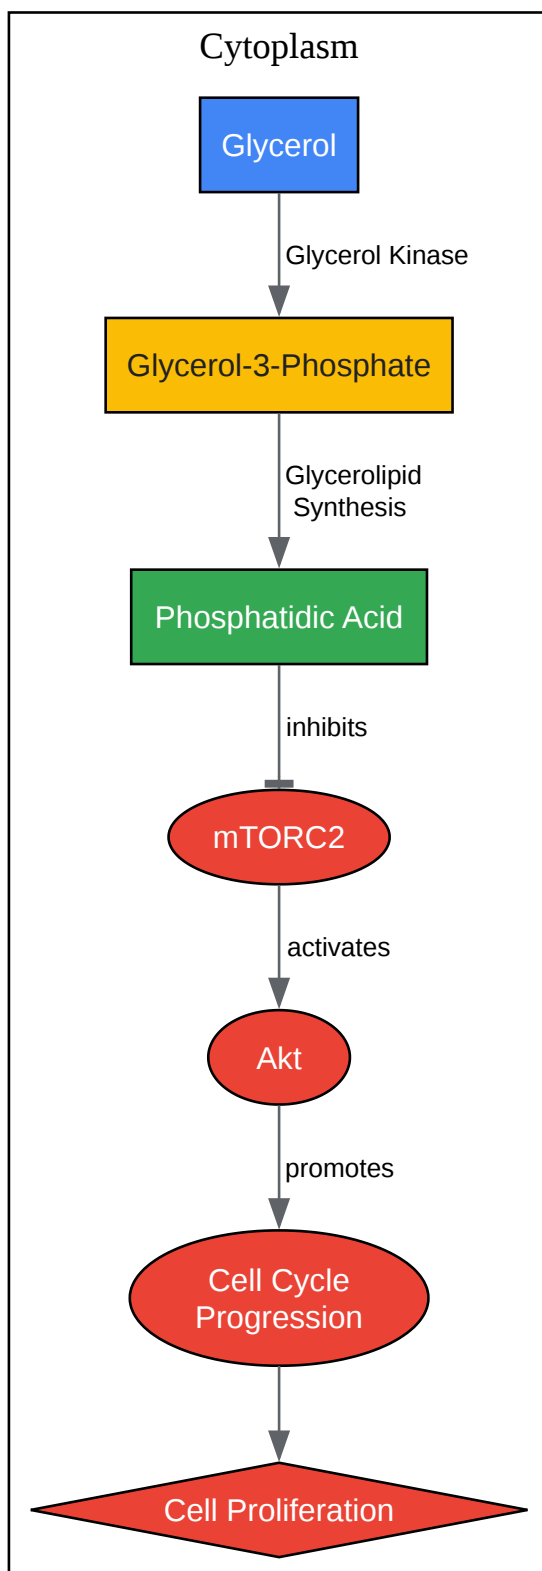 Cytoplasm
Glycerol
Glycerol Kinase
Glycerol-3-Phosphate
Glycerolipid
Synthesis
Phosphatidic Acid
inhibits
mTORC2
activates
Akt
promotes
Cell Cycle
Progression
Cell Proliferation